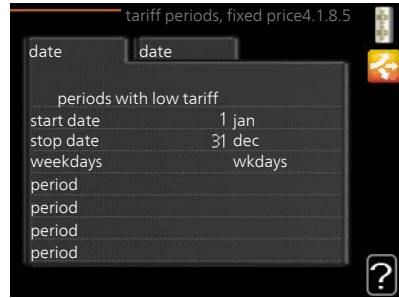 tariff periods, fixed price4.1.8.5
date date
periods with low tariff
start date 1 jan
stop date 31 dec
weekdays wkdays
period
period
period
period
?